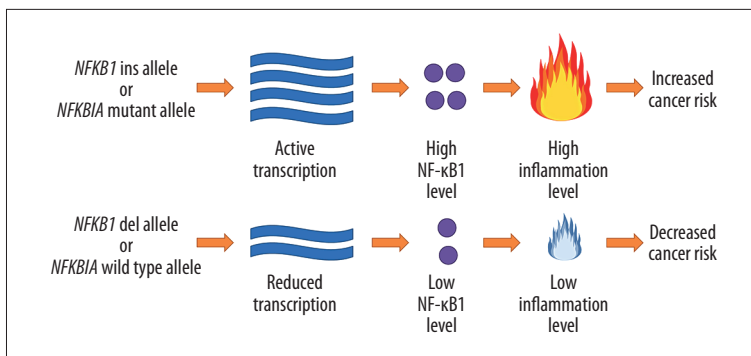 NFKB1 ins allele
or
NFKBIA mutant allele
Active
transcription
High
NF-κB1
level
High
inflammation
level
Increased
cancer risk
NFKB1 del allele
or
NFKBIA wild type allele
Reduced
transcription
Low
NF-κB1
level
Low
inflammation
level
Decreased
cancer risk